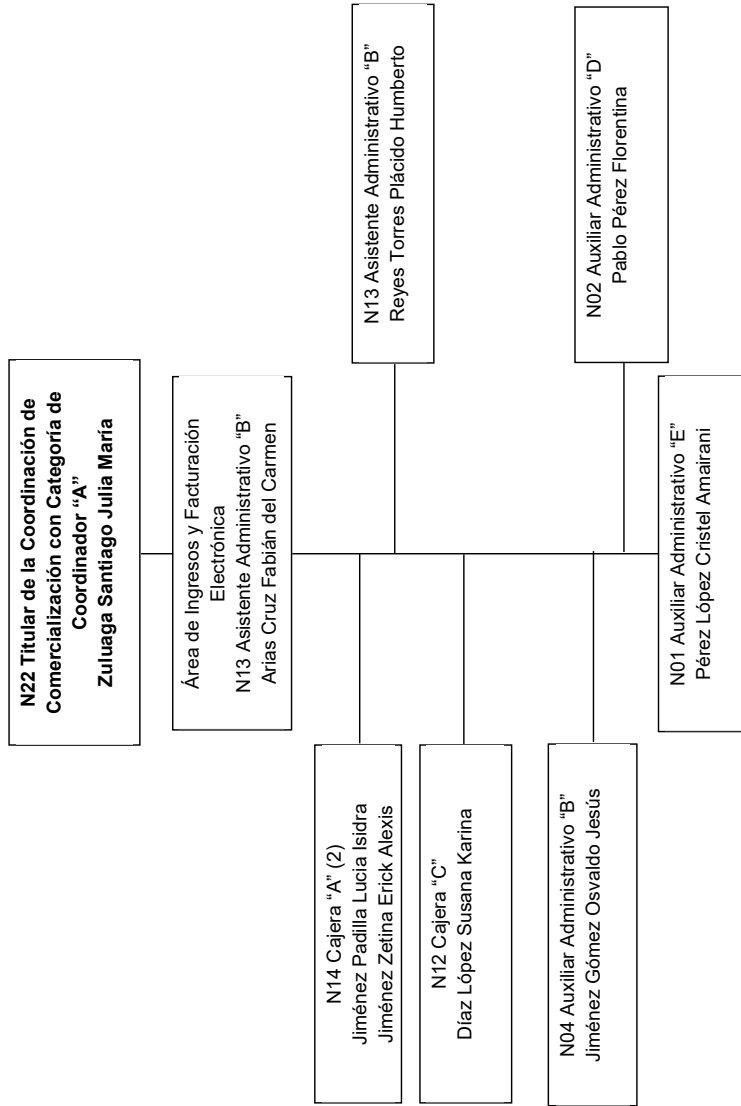 N22 Titular de la Coordinación de
Comercialización con Categoría de
Coordinador “A”
Zuluaga Santiago Julia María
Área de Ingresos y Facturación
Electrónica
N13 Asistente Administrativo “B”
Arias Cruz Fabián del Carmen
N14 Cajera “A” (2)
Jiménez Padilla Lucia Isidra
Jiménez Zetina Erick Alexis
N13 Asistente Administrativo “B”
Reyes Torres Plácido Humberto
N12 Cajera “C”
Díaz López Susana Karina
N04 Auxiliar Administrativo “B”
Jiménez Gómez Osvaldo Jesús
N02 Auxiliar Administrativo “D”
Pablo Pérez Florentina
N01 Auxiliar Administrativo “E”
Pérez López Cristel Amairani